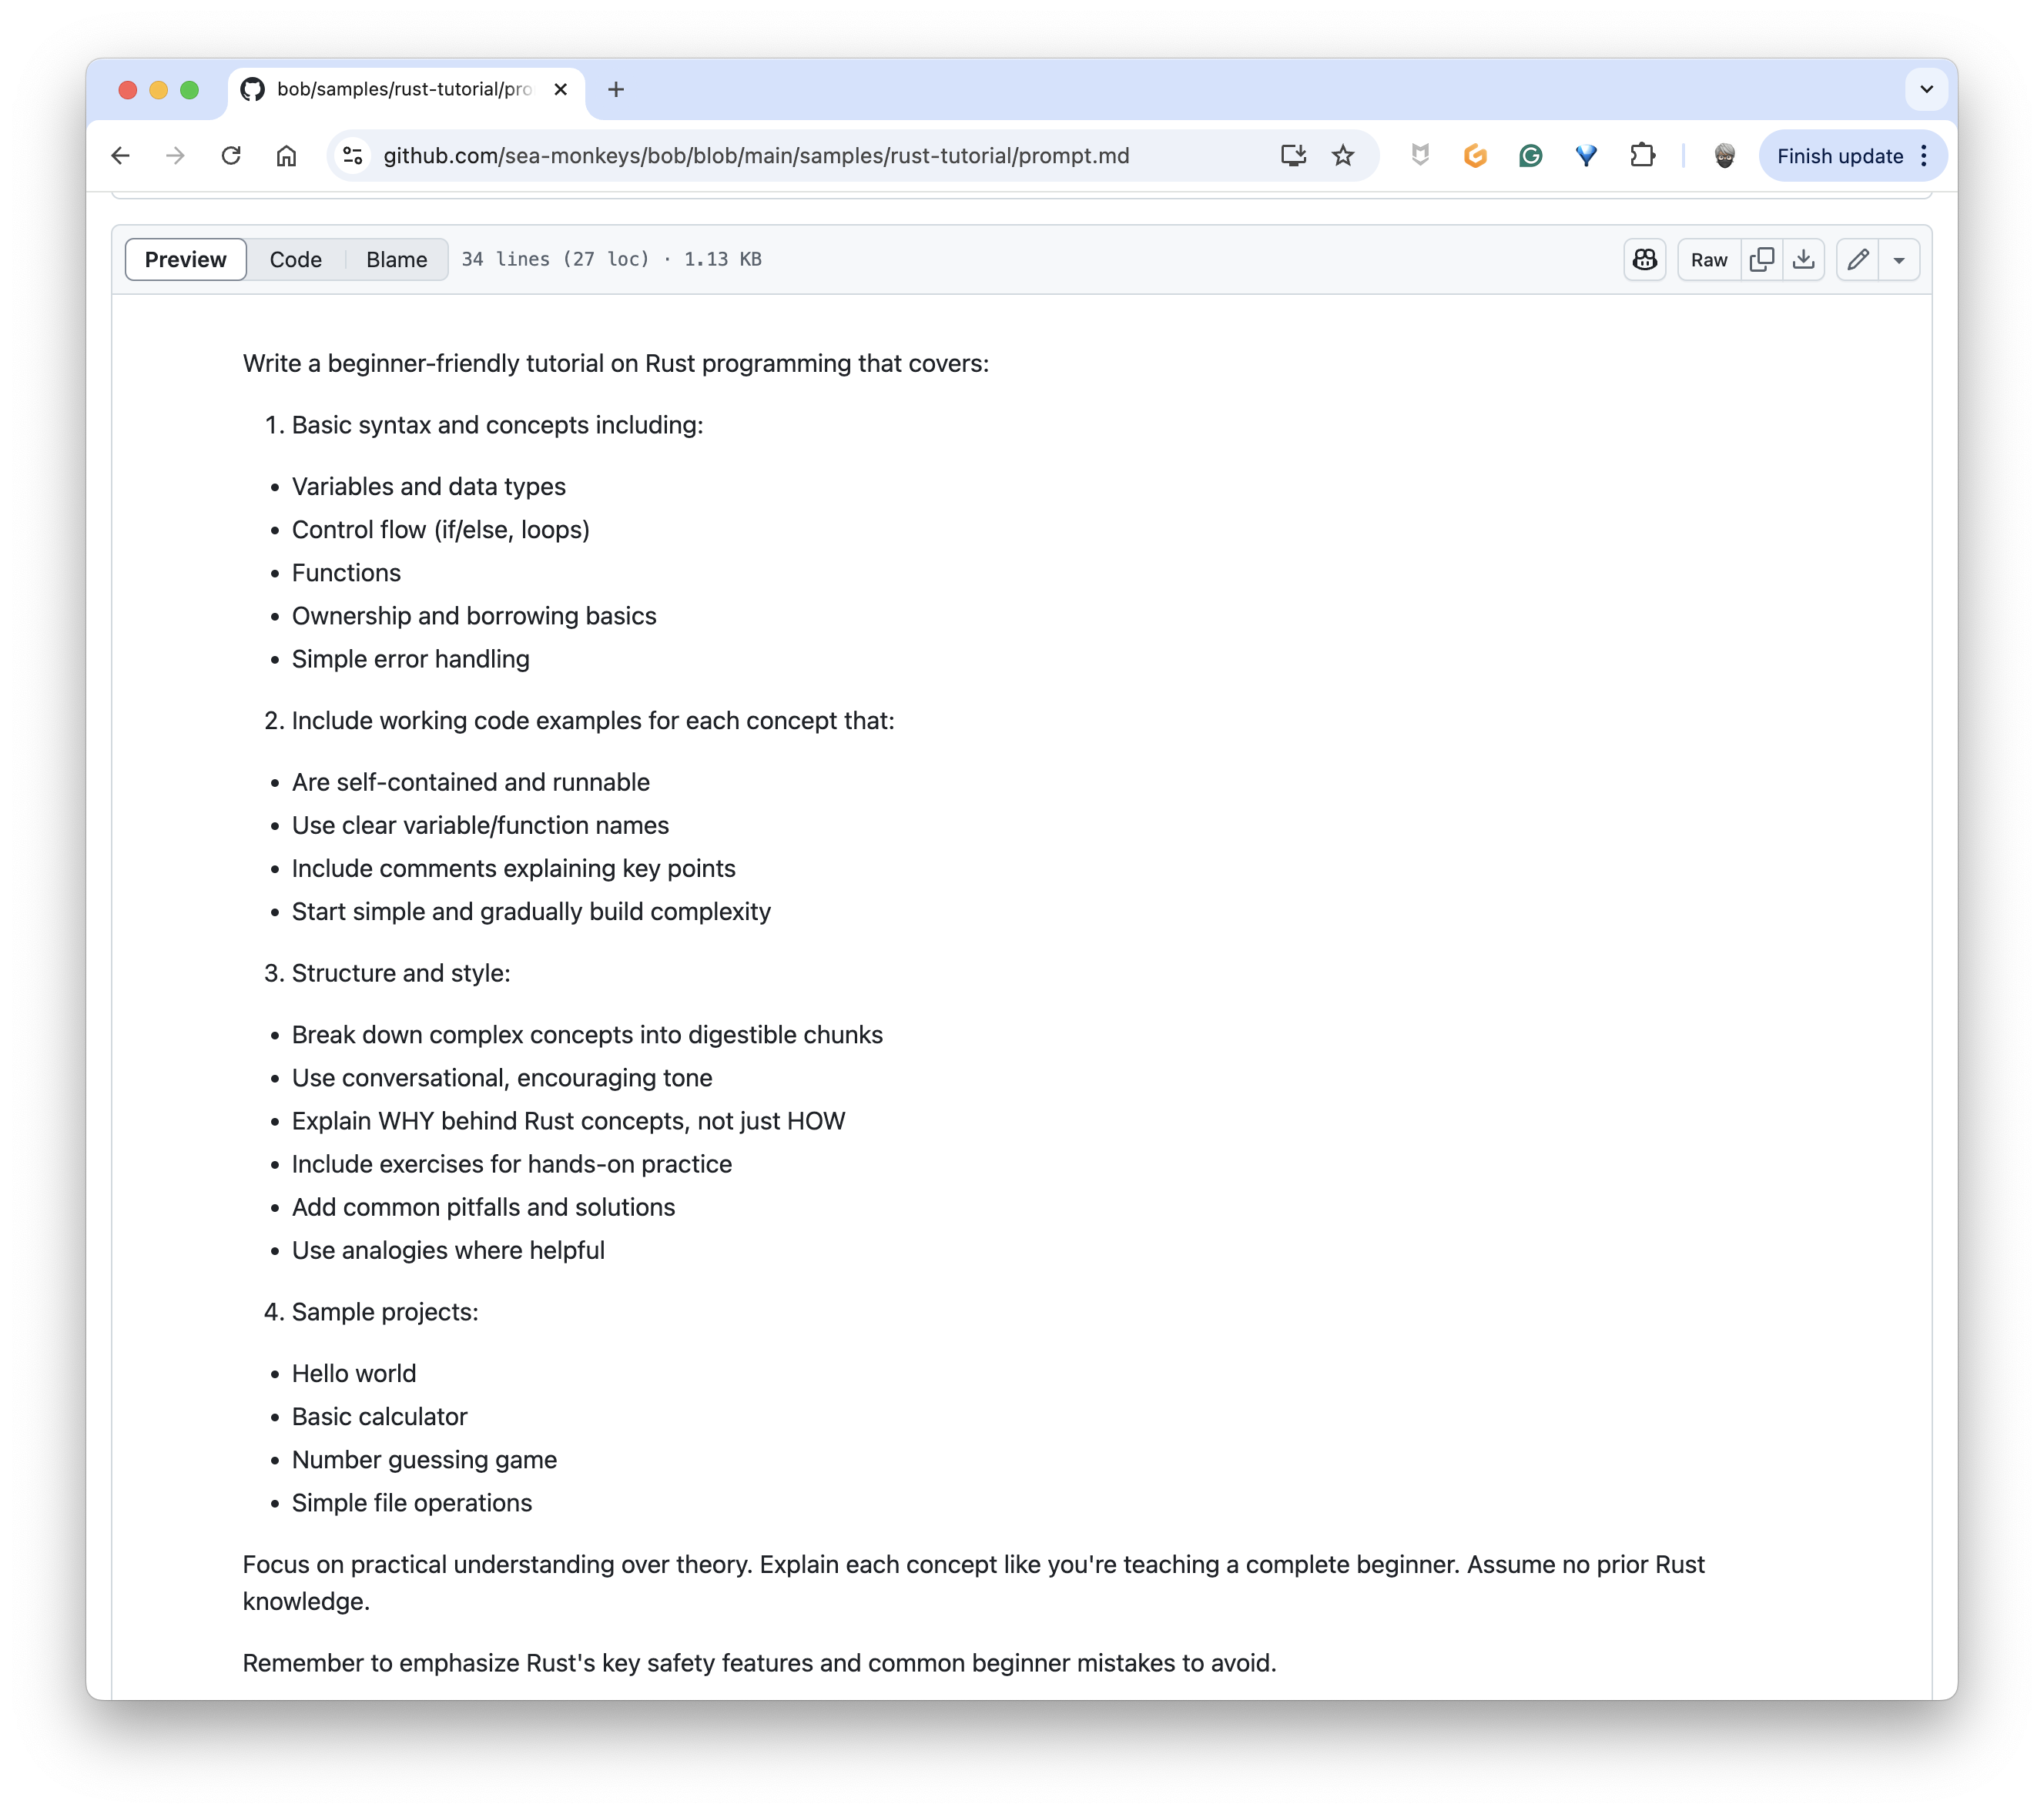 bob/samples/rust-tutorial/pro
github.com/sea-monkeys/bob/blob/main/samples/rust-tutorial/prompt.md
Finish update
Preview
Code
Blame
34 lines (27 loc) · 1.13 KB
Raw
Write a beginner-friendly tutorial on Rust programming that covers:
1. Basic syntax and concepts including:
• Variables and data types
• Control flow (if/else, loops)
• Functions
• Ownership and borrowing basics
• Simple error handling
2. Include working code examples for each concept that:
• Are self-contained and runnable
• Use clear variable/function names
• Include comments explaining key points
• Start simple and gradually build complexity
3. Structure and style:
• Break down complex concepts into digestible chunks
• Use conversational, encouraging tone
• Explain WHY behind Rust concepts, not just HOW
• Include exercises for hands-on practice
• Add common pitfalls and solutions
• Use analogies where helpful
4. Sample projects:
• Hello world
• Basic calculator
• Number guessing game
• Simple file operations
Focus on practical understanding over theory. Explain each concept like you're teaching a complete beginner. Assume no prior Rust
knowledge.
Remember to emphasize Rust's key safety features and common beginner mistakes to avoid.